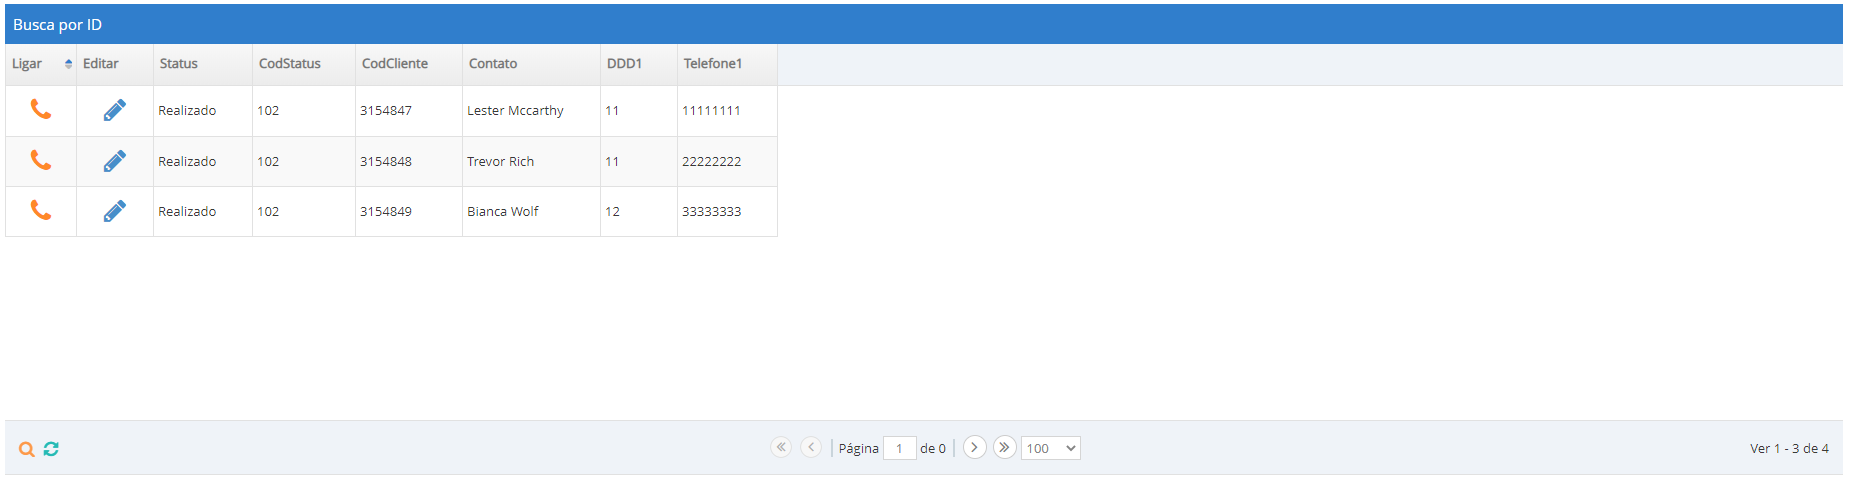 Busca por ID
Ligar Editar Status CodStatus CodCliente Contato DDD1 Telefone1
Realizado 102 3154847 Lester Mccarthy 11 11111111
Realizado 102 3154848 Trevor Rich 11 22222222
Realizado 102 3154849 Bianca Wolf 12 33333333
Página 1 de 0 100 Ver 1 - 3 de 4